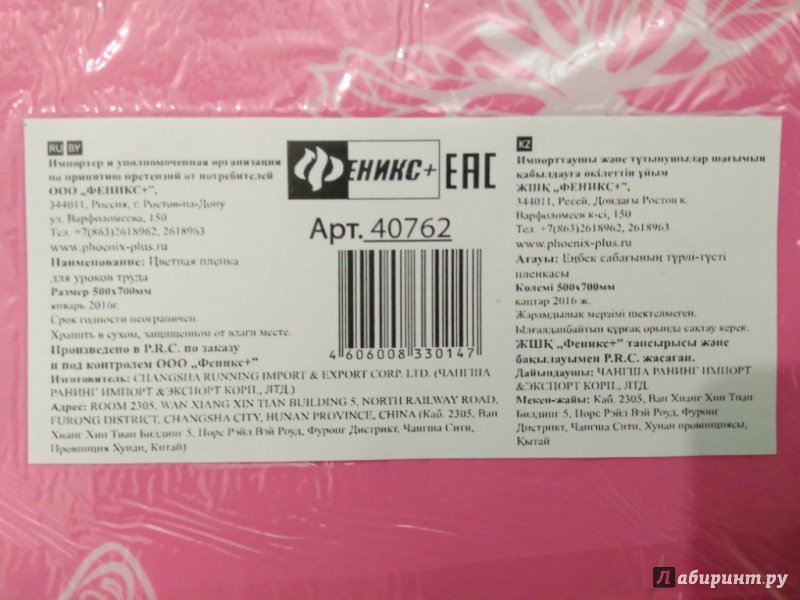 RU BY
Импортер и уполномоченная организация
по принятию претензий от потребителей
ООО „ФЕНИКС+",
344011, Россия, г. Ростов-на-Дону
ул. Варфоломеева, 150
Тел. +7(863)2618962, 2618963
www.phoenix-plus.ru
Наименование: Цветная пленка
для уроков труда
Размер 500х700мм
январь 2016г.
Срок годности неограничен.
Хранить в сухом, защищенном от влаги месте.
Произведено в P.R.C. по заказу
и под контролем ООО „Феникс+"
Изготовитель: CHANGSHA RUNNING IMPORT & EXPORT CORP. LTD. (ЧАНГША
РАНИНГ ИМПОРТ &ЭКСПОРТ КОРП., ЛТД.)
Адрес: ROOM 2305, WAN XIANG XIN TIAN BUILDING 5, NORTH RAILWAY ROAD,
FURONG DISTRICT, CHANGSHA CITY, HUNAN PROVINCE, CHINA (Каб. 2305, Ван
Хианг Хин Тиан Билдинг 5, Норс Рэйл Вэй Роуд, Фуронг Дистрикт, Чангша Сити,
Провинция Хунан, Китай)
ФЕНИКС+
EAC
Арт. 40762
4 606008 330147
KZ
Импорттаушы және тұтынушылар шағымын
қабылдауға өкілеттін ұйым
ЖШҚ „ФЕНИКС+",
344011, Ресей, Дондағы Ростов қ.
Варфоломеев к-сі, 150
Тел. +7(863)2618962, 2618963
www.phoenix-plus.ru
Атауы: Еңбек сабағының түрлі-түсті
пленкасы
Көлемі 500х700мм
қаңтар 2016 ж.
Жарамдылық мерзімі шектелмеген.
Ылғалданбайтын құрғақ орында сақтау керек.
ЖШҚ „Феникс+" тапсырысы және
бақылауымен P.R.C. жасаған.
Дайындаушы: ЧАНГША РАНИНГ ИМПОРТ
&ЭКСПОРТ КОРП., ЛТД.
Мекен-жайы: Каб. 2305, Ван Хианг Хин Тиан
Билдинг 5, Норс Рэйл Вэй Роуд, Фуронг
Дистрикт, Чангша Сити, Хунан провинциясы,
Қытай
Лабиринт.ру